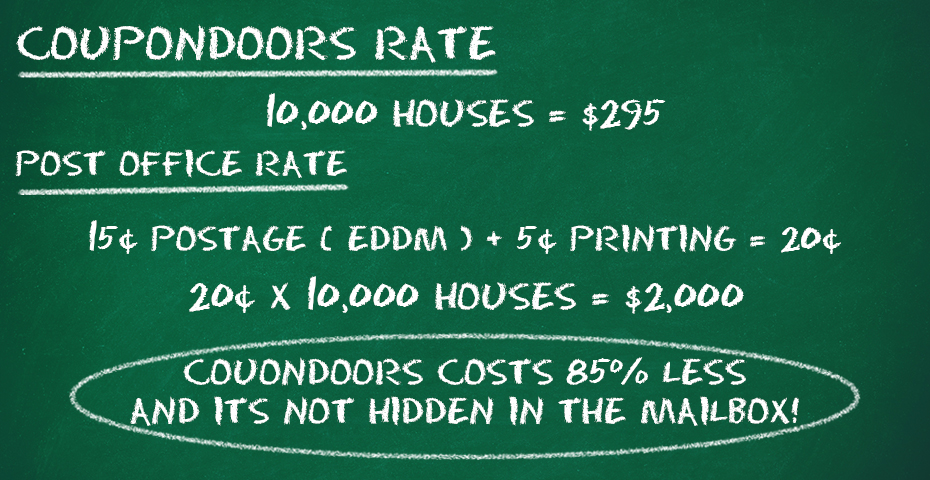 COUPONDOORS RATE
10,000 HOUSES = $295
POST OFFICE RATE
15¢ POSTAGE ( EDDM ) + 5¢ PRINTING = 20¢
20¢ X 10,000 HOUSES = $2,000
COUONDOORS COSTS 85% LESS
AND ITS NOT HIDDEN IN THE MAILBOX!